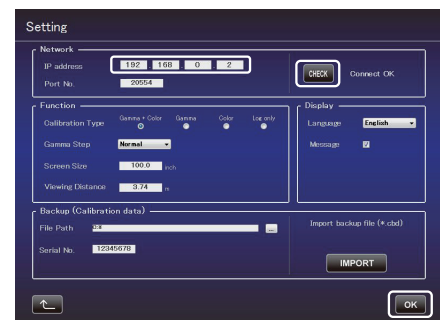 Setting
Network
IP address 192 . 168 . 0 . 2
CHECK Connect OK
Port No. 20554
Function
Calibration Type Gamma + Color Gamma Color Log only
Gamma Step Normal
Screen Size 100.0 inch
Viewing Distance 3.74 m
Display
Language English
Message
Backup (Calibration data)
File Path ...
Serial No. 12345678
Import backup file (*.cbd)
IMPORT
OK